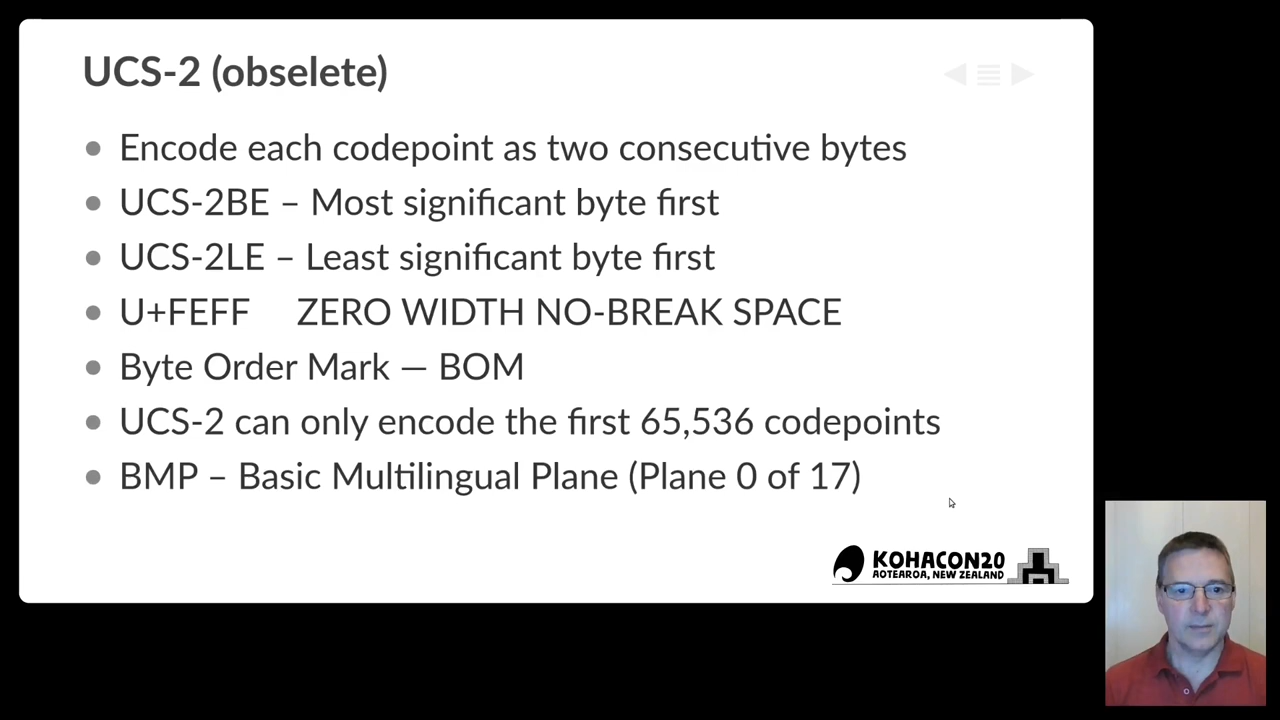 UCS-2 (obselete)
Encode each codepoint as two consecutive bytes
UCS-2BE – Most significant byte first
UCS-2LE – Least significant byte first
U+FEFF ZERO WIDTH NO-BREAK SPACE
Byte Order Mark — BOM
UCS-2 can only encode the first 65,536 codepoints
BMP – Basic Multilingual Plane (Plane 0 of 17)
KOHACON20
AOTEAROA, NEW ZEALAND